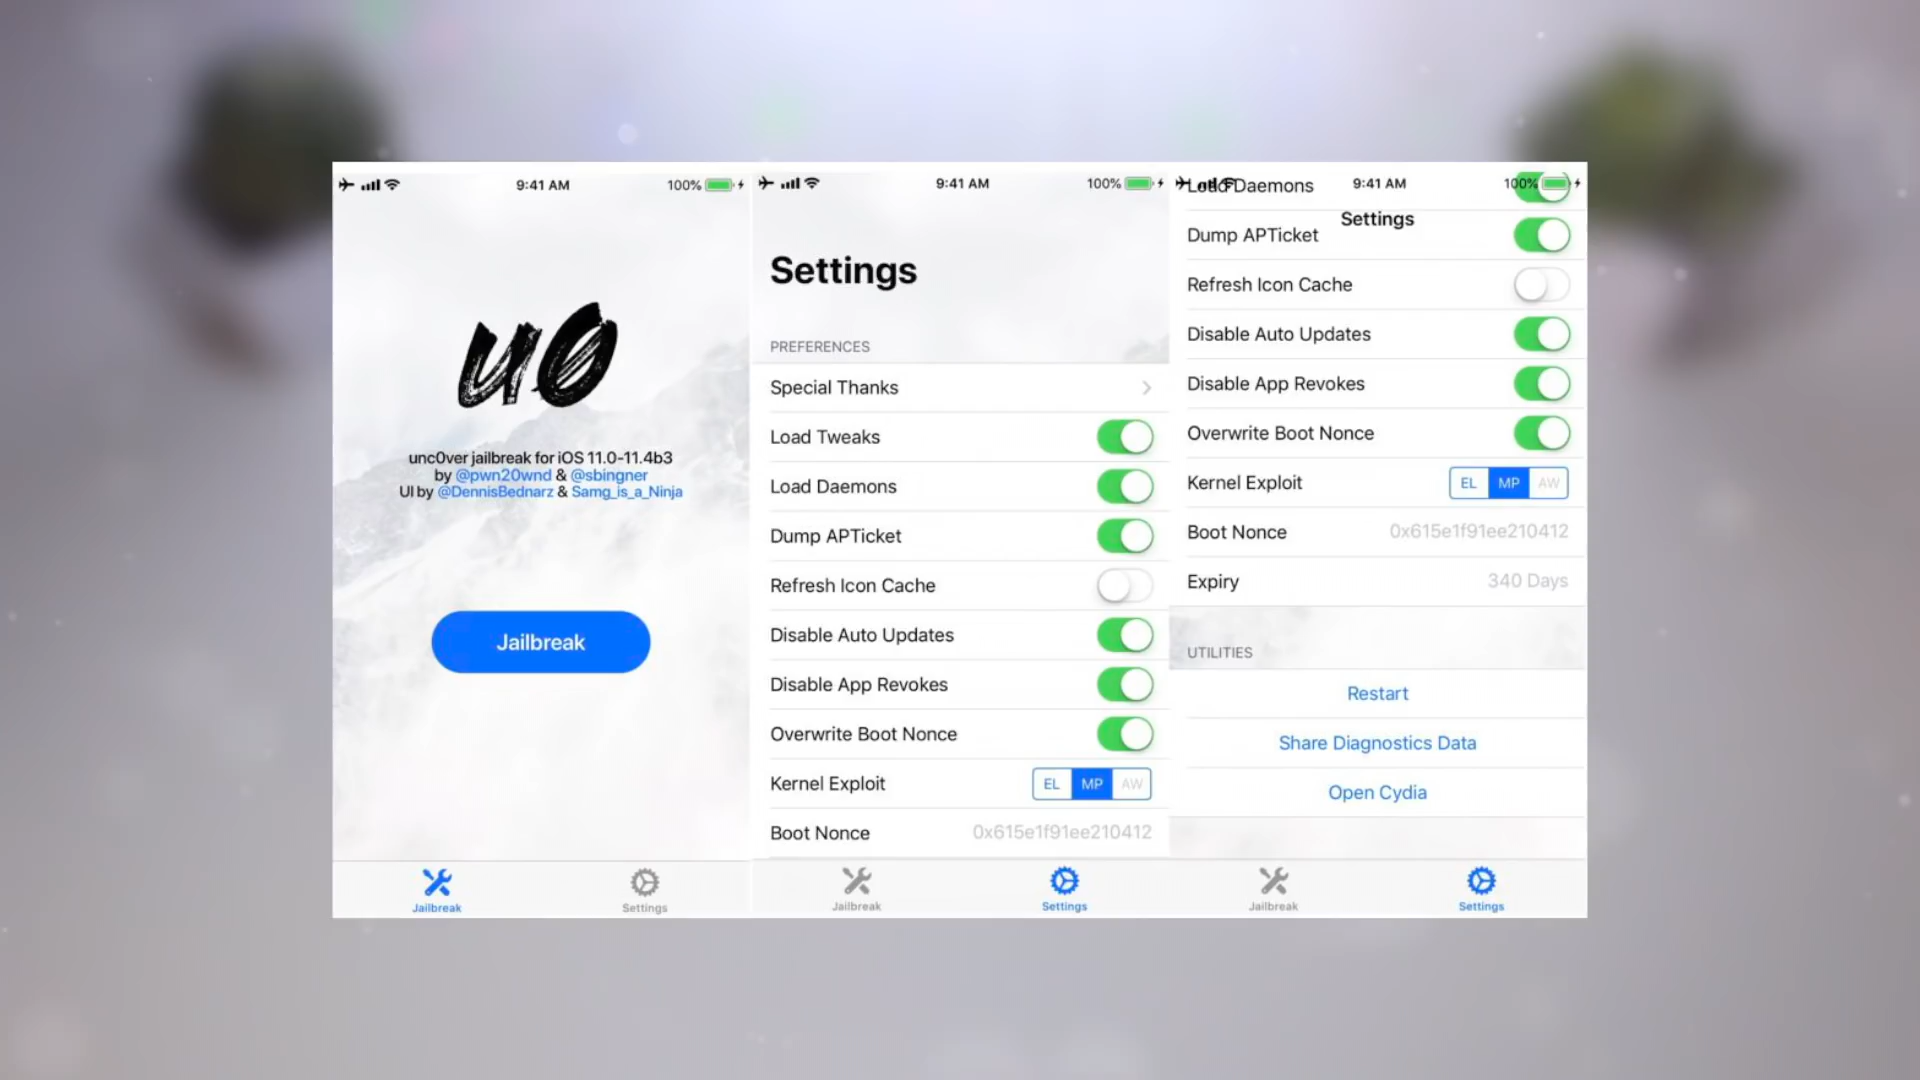 9:41 AM
100%
u0
unc0ver jailbreak for iOS 11.0-11.4b3
by @pwn20wnd & @sbingner
UI by @DennisBednarz & Samg_is_a_Ninja
Jailbreak
Jailbreak
Settings
9:41 AM
100%
Settings
PREFERENCES
Special Thanks
Load Tweaks
Load Daemons
Dump APTicket
Refresh Icon Cache
Disable Auto Updates
Disable App Revokes
Overwrite Boot Nonce
Kernel Exploit
EL MP AW
Boot Nonce
0x615e1f91ee210412
Jailbreak
Settings
9:41 AM
100%
Load Daemons
Settings
Dump APTicket
Refresh Icon Cache
Disable Auto Updates
Disable App Revokes
Overwrite Boot Nonce
Kernel Exploit
EL MP AW
Boot Nonce
0x615e1f91ee210412
Expiry
340 Days
UTILITIES
Restart
Share Diagnostics Data
Open Cydia
Jailbreak
Settings